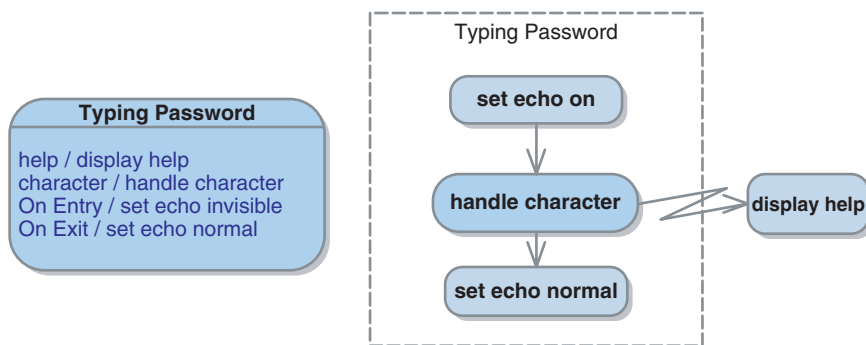 Typing Password
help / display help
character / handle character
On Entry / set echo invisible
On Exit / set echo normal
Typing Password
set echo on
handle character
display help
set echo normal